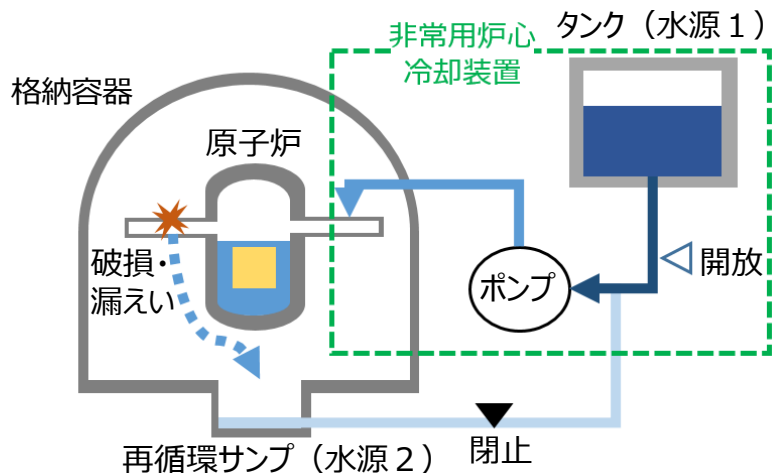 タンク（水源１）
非常用炉心
冷却装置
格納容器
原子炉
破損・
漏えい
ポンプ
開放
再循環サンプ（水源２）
閉止